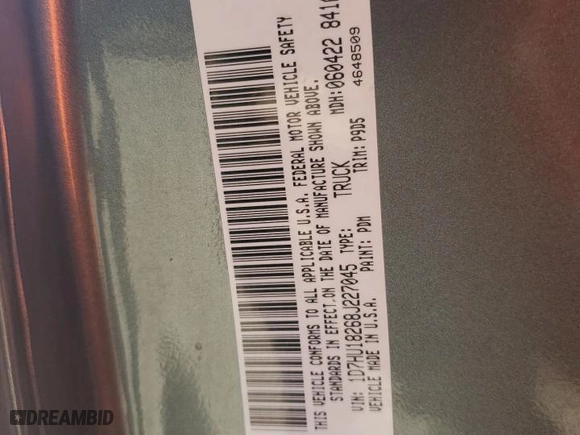 THIS VEHICLE CONFORMS TO ALL APPLICABLE U.S.A. FEDERAL MOTOR VEHICLE SAFETY
STANDARDS IN EFFECT ON THE DATE OF MANUFACTURE SHOWN ABOVE.
VIN: 1D7HU18268J227045 TYPE: TRUCK MDH:060422 841
PAINT: PDM TRIM: P9D5
VEHICLE MADE IN U.S.A. 4648509
DREAMBID